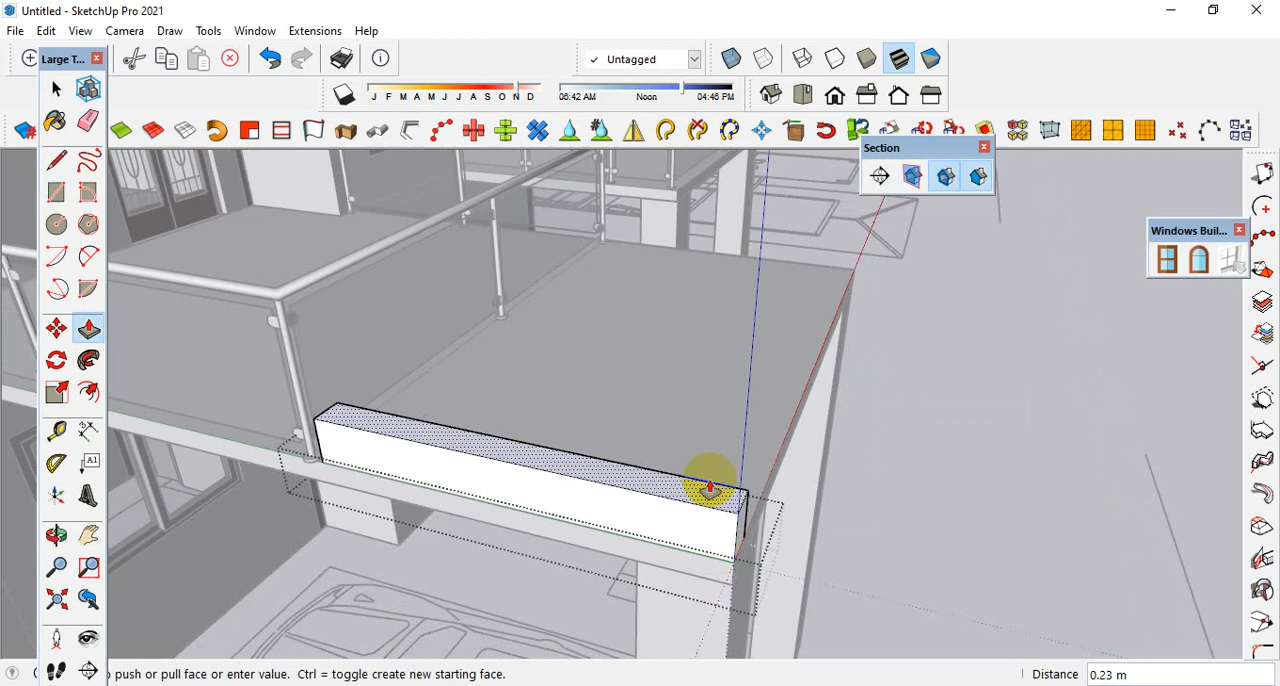 Untitled - SketchUp Pro 2021
File Edit View Camera Draw Tools Window Extensions Help
Large T...
✓ Untagged
J F M A M J J A S O N D
06:42 AM Noon 04:46 PM
Section
Windows Buil...
A1
push or pull face or enter value. Ctrl = toggle create new starting face.
Distance 0.23 m